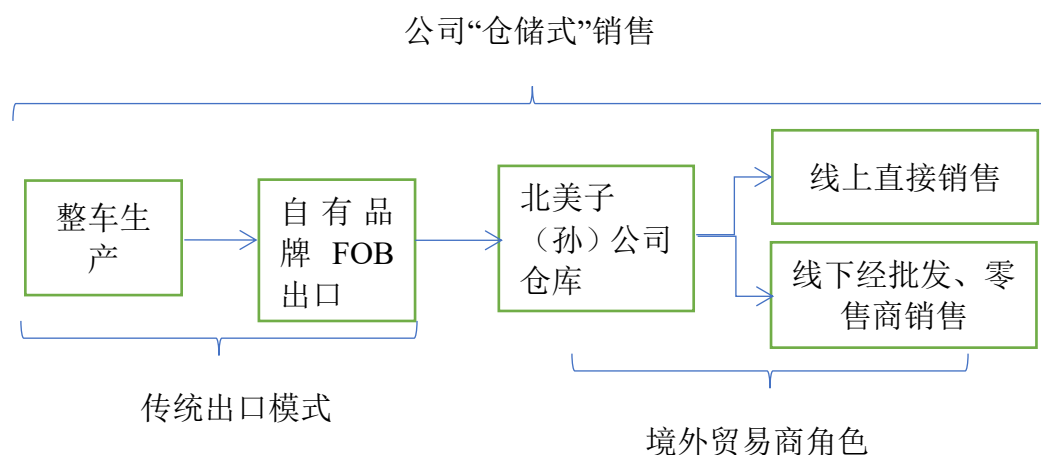 公司“仓储式”销售
整车生
产
自有品
牌 FOB
出口
北美子
（孙）公司
仓库
线上直接销售
线下经批发、零
售商销售
传统出口模式
境外贸易商角色